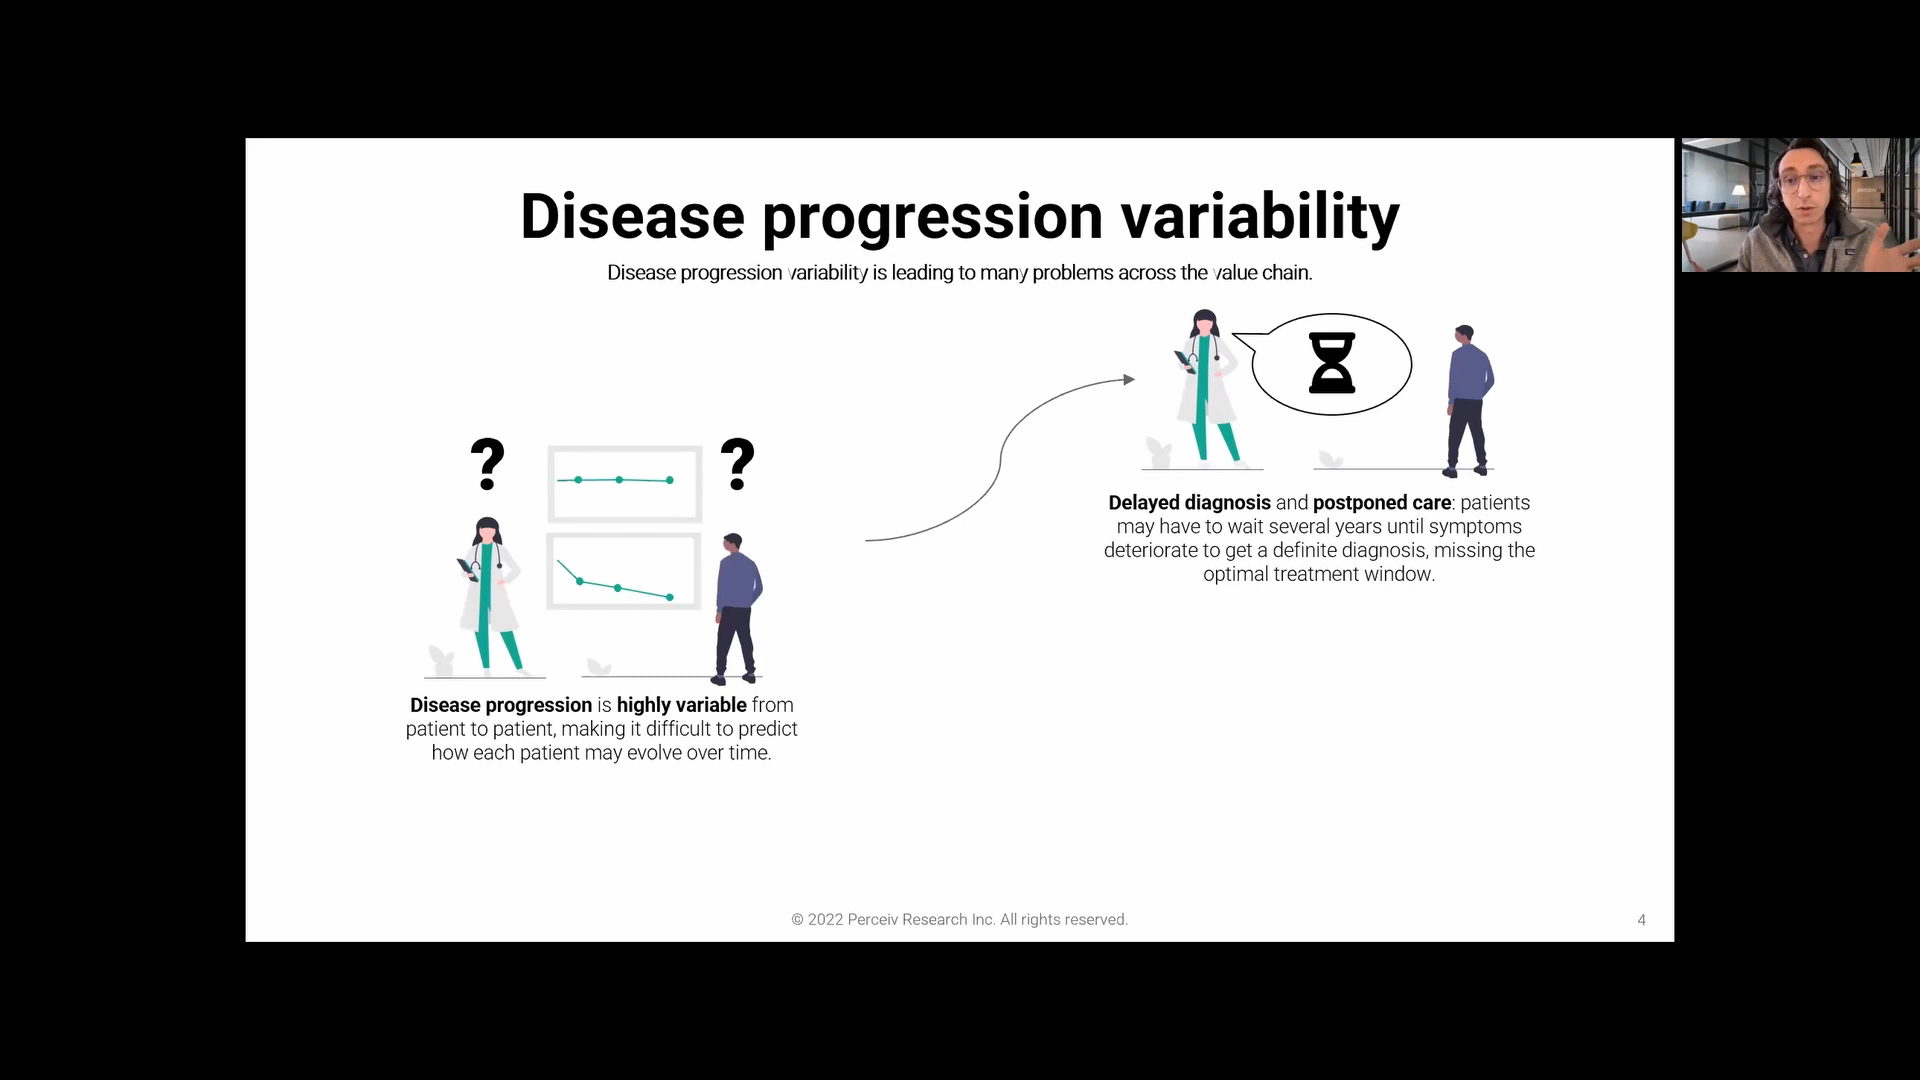 Disease progression variability
Disease progression variability is leading to many problems across the value chain.
?
?
Disease progression is highly variable from
patient to patient, making it difficult to predict
how each patient may evolve over time.
Delayed diagnosis and postponed care: patients
may have to wait several years until symptoms
deteriorate to get a definite diagnosis, missing the
optimal treatment window.
© 2022 Perceiv Research Inc. All rights reserved.
4